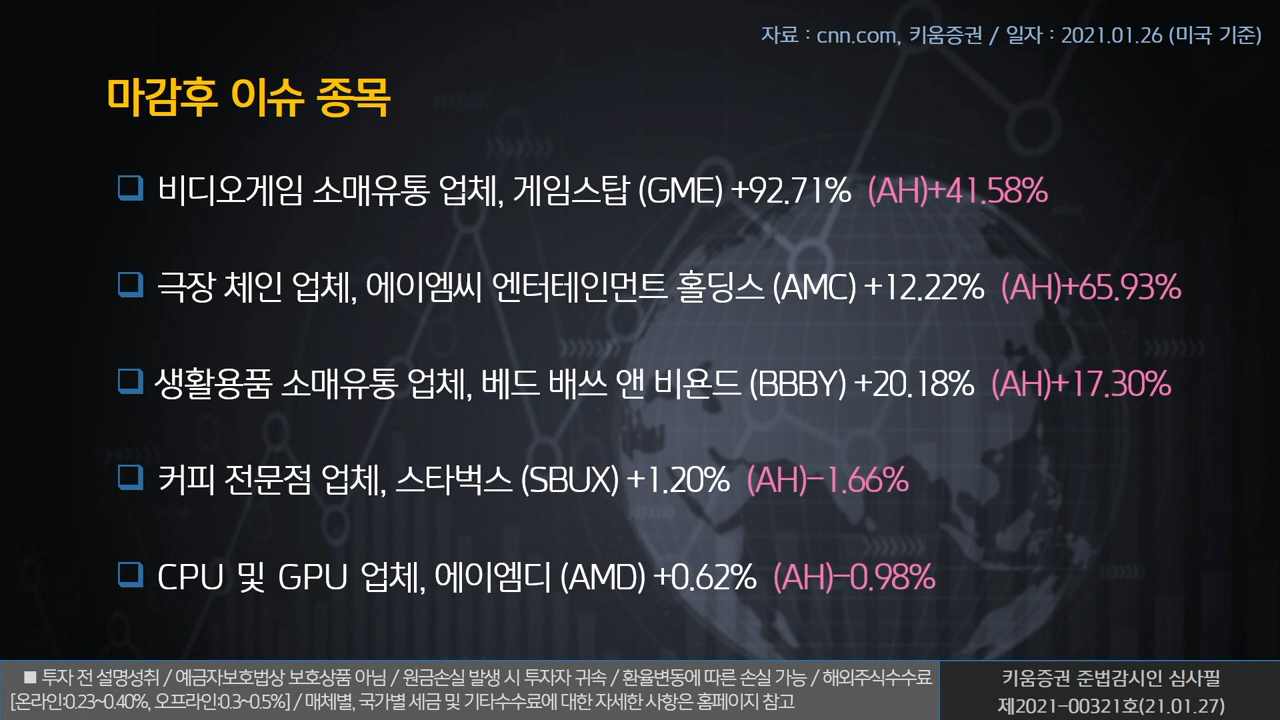 자료 : cnn.com, 키움증권 / 일자 : 2021.01.26 (미국 기준)
마감후 이슈 종목
❑ 비디오게임 소매유통 업체, 게임스탑 (GME) +92.71% (AH)+41.58%
❑ 극장 체인 업체, 에이엠씨 엔터테인먼트 홀딩스 (AMC) +12.22% (AH)+65.93%
❑ 생활용품 소매유통 업체, 베드 배쓰 앤 비욘드 (BBBY) +20.18% (AH)+17.30%
❑ 커피 전문점 업체, 스타벅스 (SBUX) +1.20% (AH)-1.66%
❑ CPU 및 GPU 업체, 에이엠디 (AMD) +0.62% (AH)-0.98%
■ 투자 전 설명성취 / 예금자보호법상 보호상품 아님 / 원금손실 발생 시 투자자 귀속 / 환율변동에 따른 손실 가능 / 해외주식수수료
[온라인:0.23~0.40%, 오프라인:0.3~0.5%] / 매체별, 국가별 세금 및 기타수수료에 대한 자세한 사항은 홈페이지 참고
키움증권 준법감시인 심사필
제2021-00321호(21.01.27)